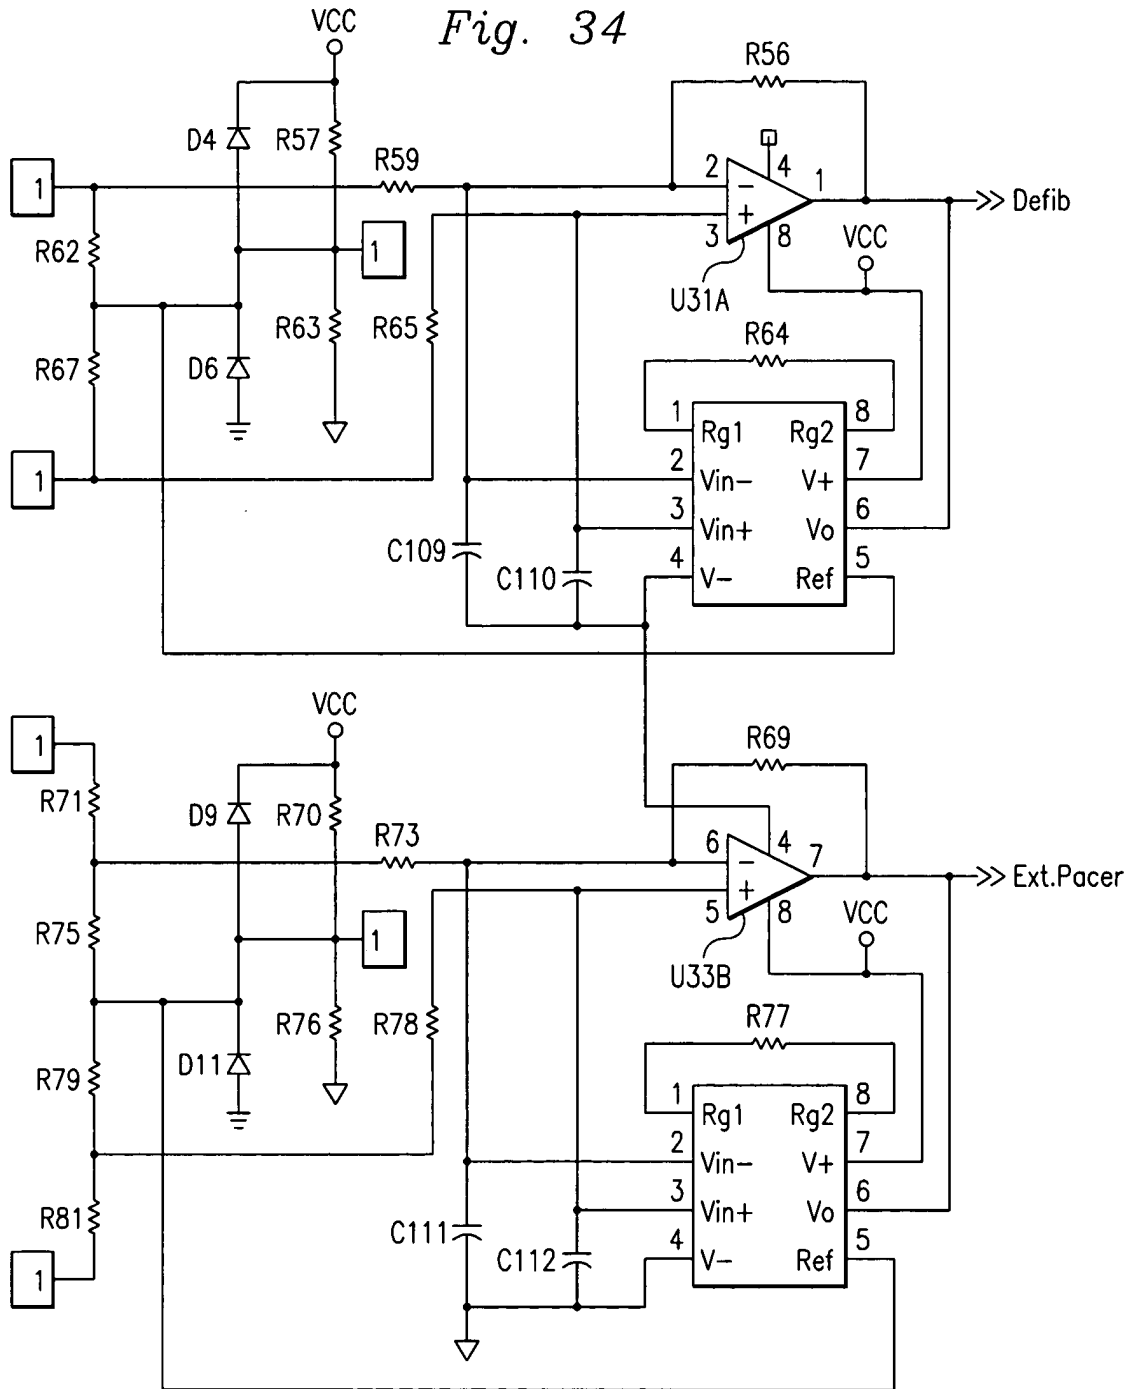 Fig. 34
VCC
R56
D4
R57
1
R59
2
−
4
1
Defib
+
3
8
R62
1
VCC
U31A
R63
R65
R64
R67
D6
1
8
Rg1
Rg2
2
7
1
Vin−
V+
3
6
Vin+
Vo
C109
4
5
C110
V−
Ref
VCC
R69
1
R71
D9
R70
R73
6
−
4
7
Ext.Pacer
+
5
8
VCC
R75
1
U33B
R76
R78
R77
D11
R79
1
8
Rg1
Rg2
2
7
Vin−
V+
3
6
R81
Vin+
Vo
C111
4
5
C112
V−
Ref
1